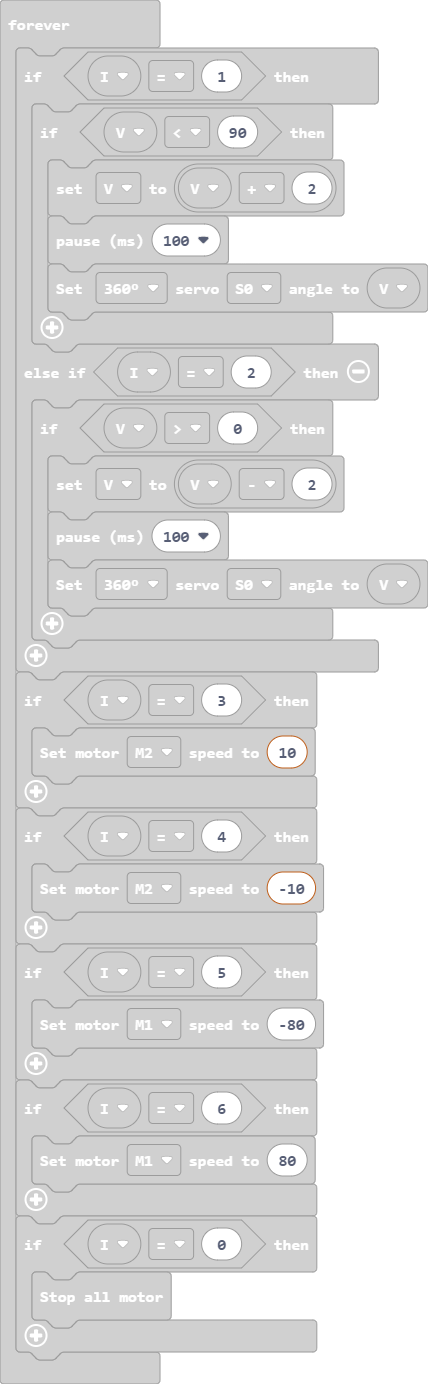 forever
if I = 1 then
if V < 90 then
set V to V + 2
pause (ms) 100
Set 360° servo S0 angle to V
else if I = 2 then
if V > 0 then
set V to V - 2
pause (ms) 100
Set 360° servo S0 angle to V
if I = 3 then
Set motor M2 speed to 10
if I = 4 then
Set motor M2 speed to -10
if I = 5 then
Set motor M1 speed to -80
if I = 6 then
Set motor M1 speed to 80
if I = 0 then
Stop all motor